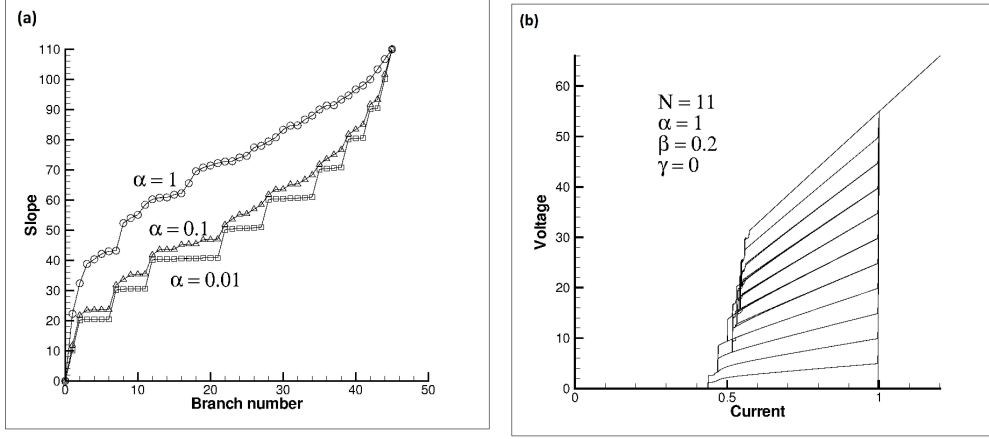 (a)
110
100
90
80
70
60
50
40
30
20
10
0
Slope
α = 1
α = 0.1
α = 0.01
0 10 20 30 40 50
Branch number
(b)
60
50
40
30
20
10
0
Voltage
N = 11
α = 1
β = 0.2
γ = 0
0 0.5 1
Current